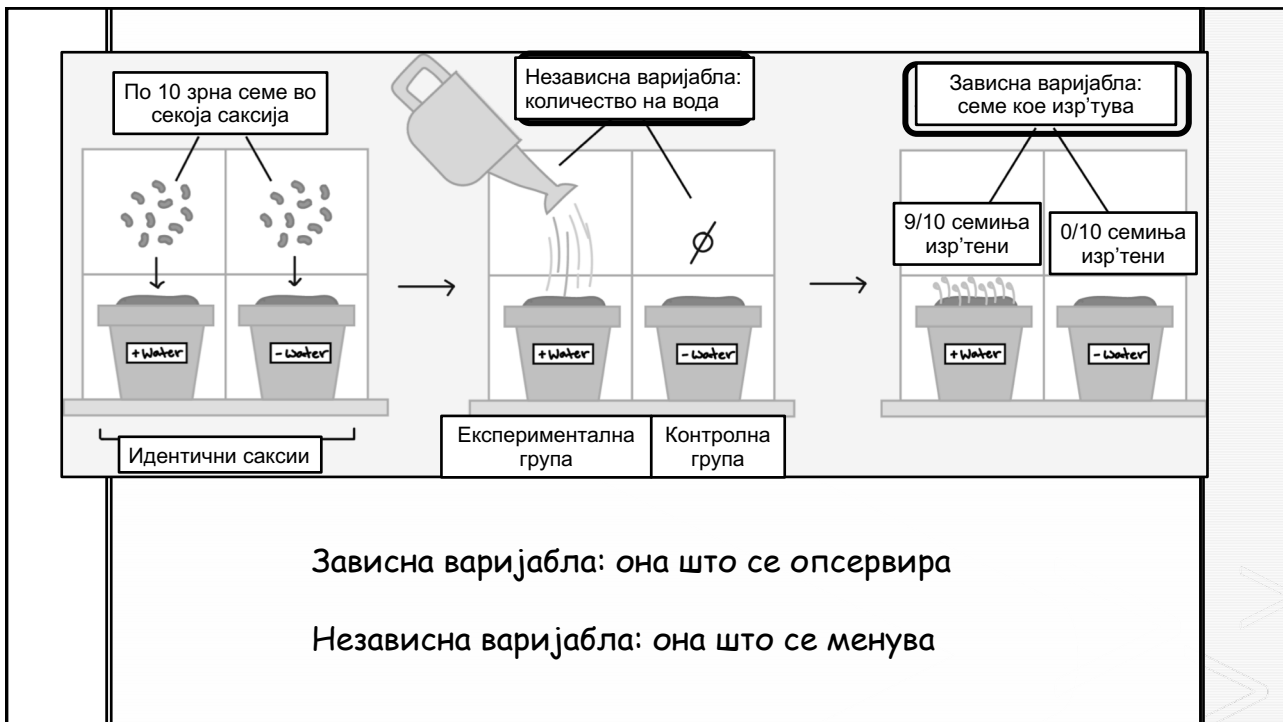 По 10 зрна семе во
секоја саксија
+Water
-Water
Идентични саксии
Независна варијабла:
количество на вода
+Water
-Water
Експериментална
група
Контролна
група
Зависна варијабла:
семе кое изр’тува
9/10 семиња
изр’тени
0/10 семиња
изр’тени
+Water
-Water
Зависна варијабла: она што се опсервира
Независна варијабла: она што се менува